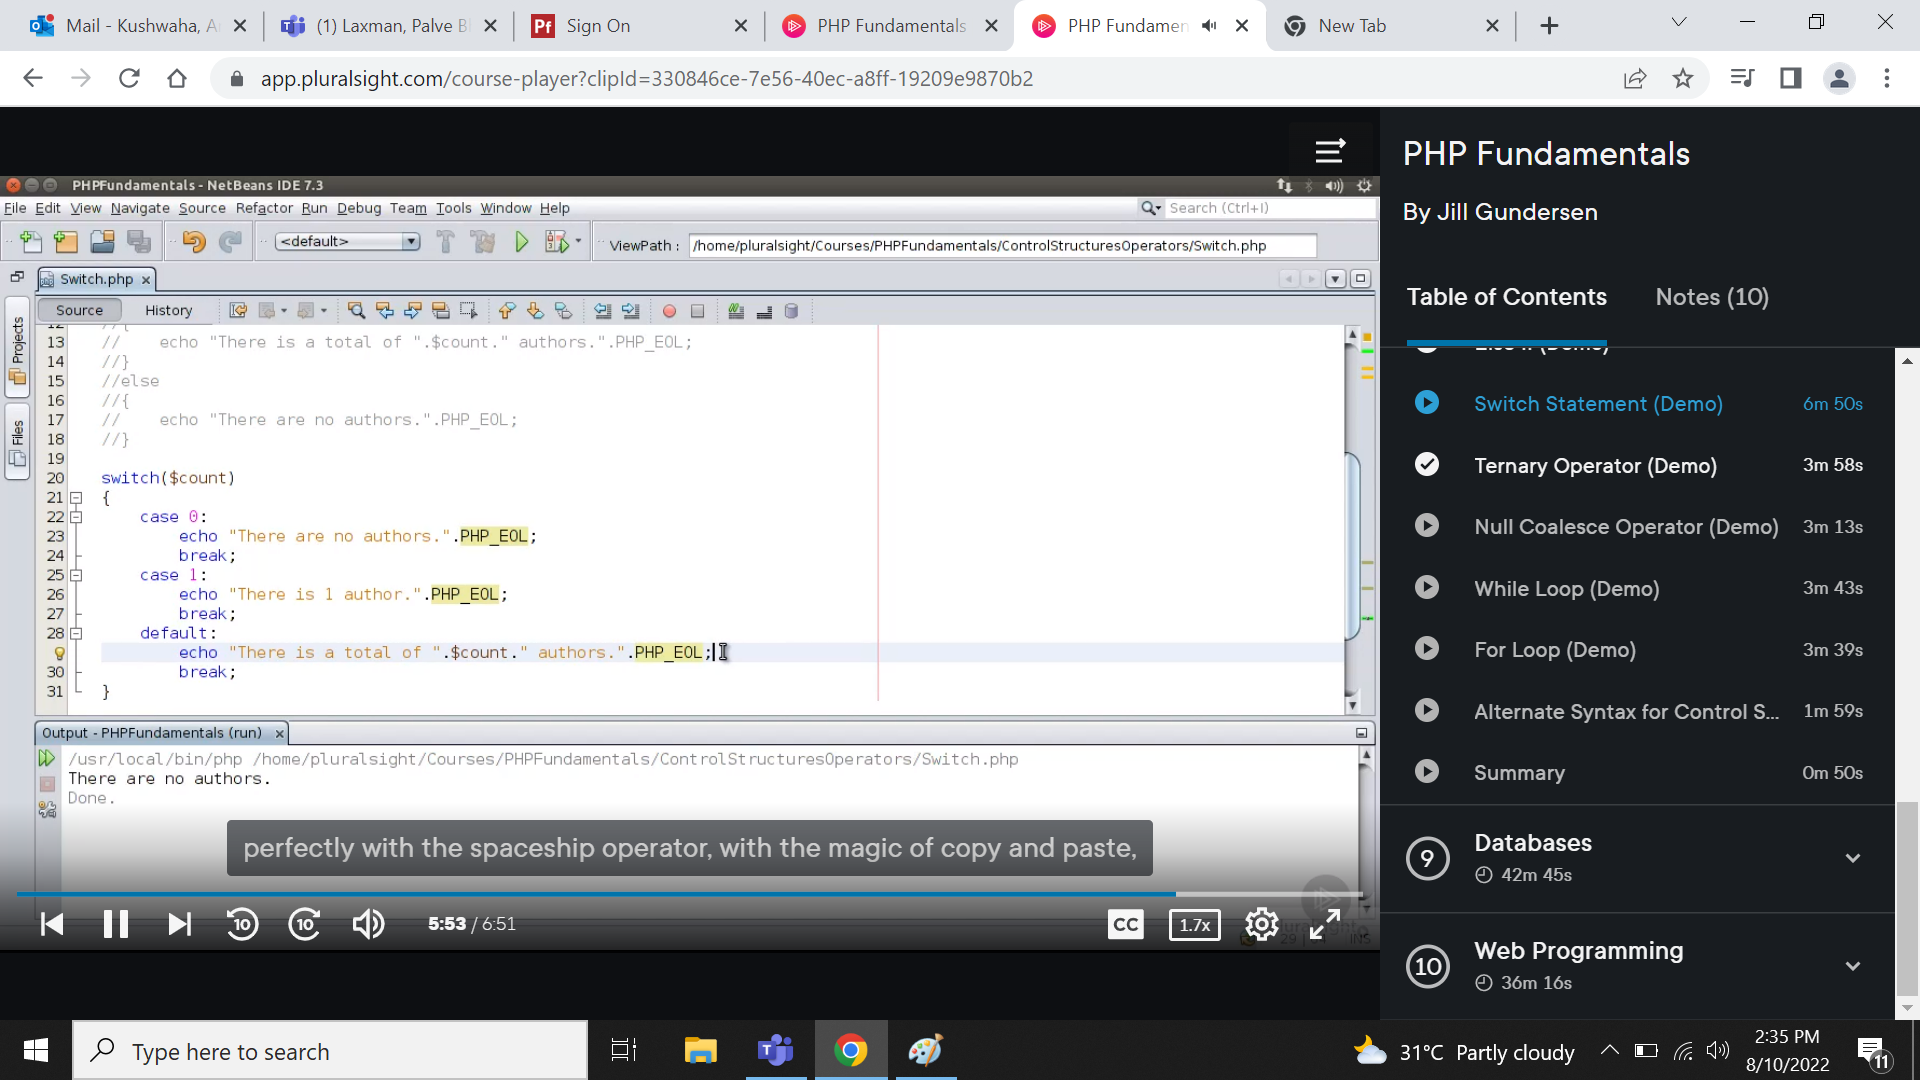 Mail - Kushwaha, A
(1) Laxman, Palve B
Pf Sign On
PHP Fundamentals
PHP Fundamen
New Tab
app.pluralsight.com/course-player?clipId=330846ce-7e56-40ec-a8ff-19209e9870b2
PHPFundamentals - NetBeans IDE 7.3
File Edit View Navigate Source Refactor Run Debug Team Tools Window Help
Search (Ctrl+I)
<default>
ViewPath : /home/pluralsight/Courses/PHPFundamentals/ControlStructuresOperators/Switch.php
Switch.php
Source History
Projects
Files
12 //{
13 // echo "There is a total of ".$count." authors.".PHP_EOL;
14 //}
15 //else
16 //{
17 // echo "There are no authors.".PHP_EOL;
18 //}
19
20 switch($count)
21 {
22 case 0:
23 echo "There are no authors.".PHP_EOL;
24 break;
25 case 1:
26 echo "There is 1 author.".PHP_EOL;
27 break;
28 default:
echo "There is a total of ".$count." authors.".PHP_EOL;
30 break;
31 }
Output - PHPFundamentals (run)
/usr/local/bin/php /home/pluralsight/Courses/PHPFundamentals/ControlStructuresOperators/Switch.php
There are no authors.
Done.
perfectly with the spaceship operator, with the magic of copy and paste,
10
10
5:53 / 6:51
CC
1.7x
INS
PHP Fundamentals
By Jill Gundersen
Table of Contents
Notes (10)
Else If (Demo)
Switch Statement (Demo) 6m 50s
Ternary Operator (Demo) 3m 58s
Null Coalesce Operator (Demo) 3m 13s
While Loop (Demo) 3m 43s
For Loop (Demo) 3m 39s
Alternate Syntax for Control S... 1m 59s
Summary 0m 50s
9 Databases
42m 45s
10 Web Programming
36m 16s
Type here to search
31°C Partly cloudy
2:35 PM
8/10/2022
11